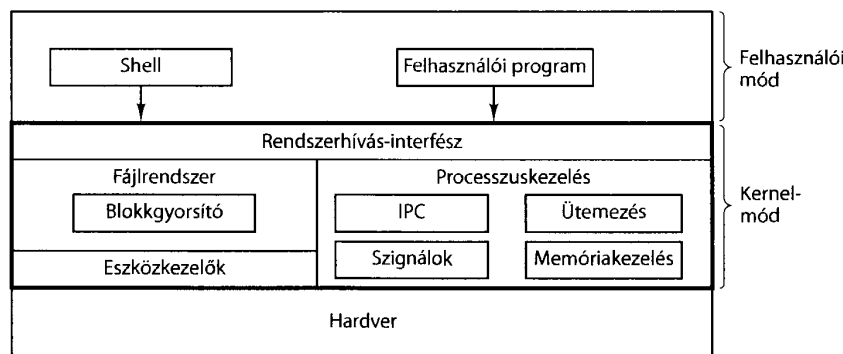 Shell
Felhasználói program
Felhasználói
mód
Rendszerhívás-interfész
Fájlrendszer
Blokkgyorsító
Eszközkezelők
Processzuskezelés
IPC
Ütemezés
Szignálok
Memóriakezelés
Kernel-
mód
Hardver